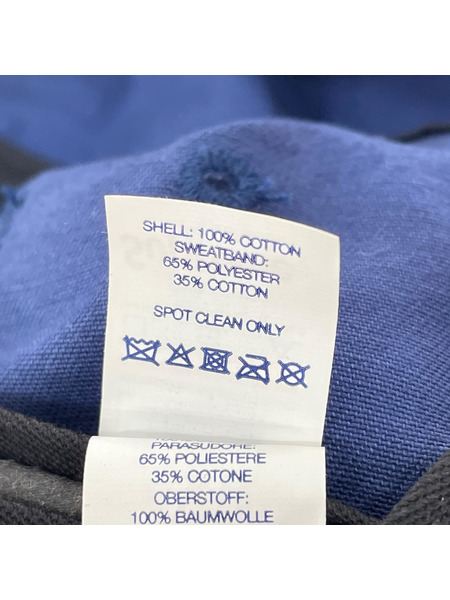 SHELL: 100% COTTON
SWEATBAND:
65% POLYESTER
35% COTTON
SPOT CLEAN ONLY
PARASUDORE:
65% POLIESTERE
35% COTONE
OBERSTOFF:
100% BAUMWOLLE